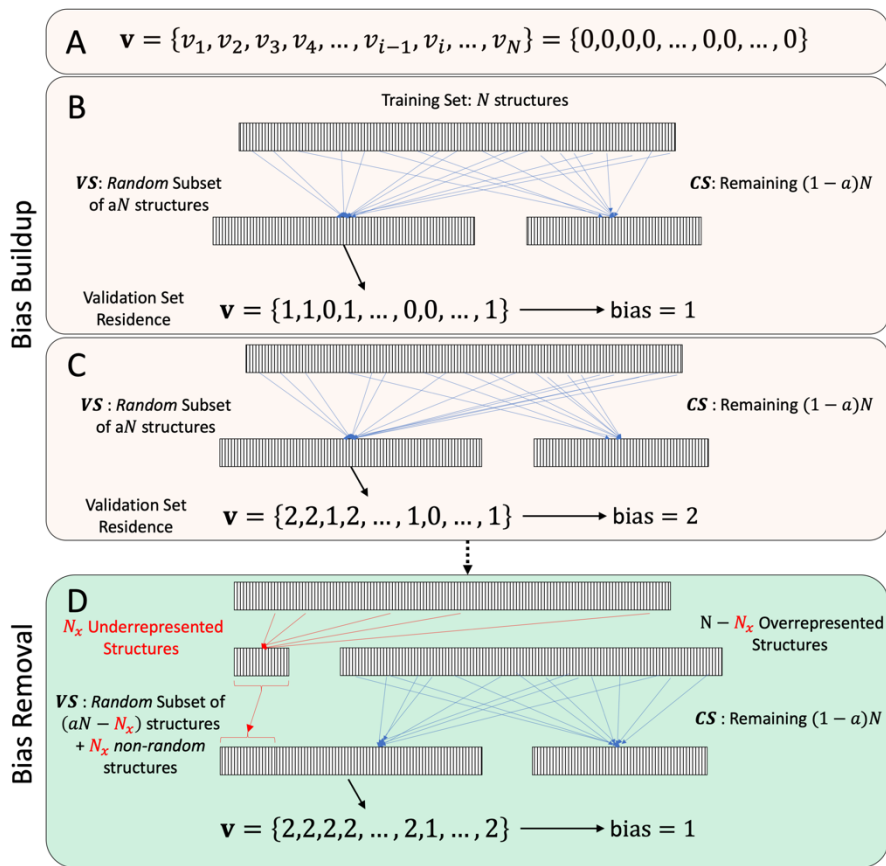 A
𝐯 = {𝑣₁, 𝑣₂, 𝑣₃, 𝑣₄, …, 𝑣ᵢ₋₁, 𝑣ᵢ, …, 𝑣_N} = {0,0,0,0, … , 0,0, … , 0}
Bias Buildup
B
Training Set: N structures
VS: Random Subset
of aN structures
CS: Remaining (1 − a)N
Validation Set
Residence
𝐯 = {1,1,0,1, … , 0,0, … , 1}
bias = 1
C
VS : Random Subset
of aN structures
CS : Remaining (1 − a)N
Validation Set
Residence
𝐯 = {2,2,1,2, … , 1,0, … , 1}
bias = 2
Bias Removal
D
Nₓ Underrepresented
Structures
N − Nₓ Overrepresented
Structures
VS : Random Subset of
(aN − Nₓ) structures
+ Nₓ non-random
structures
CS : Remaining (1 − a)N
𝐯 = {2,2,2,2, … , 2,1, … , 2}
bias = 1